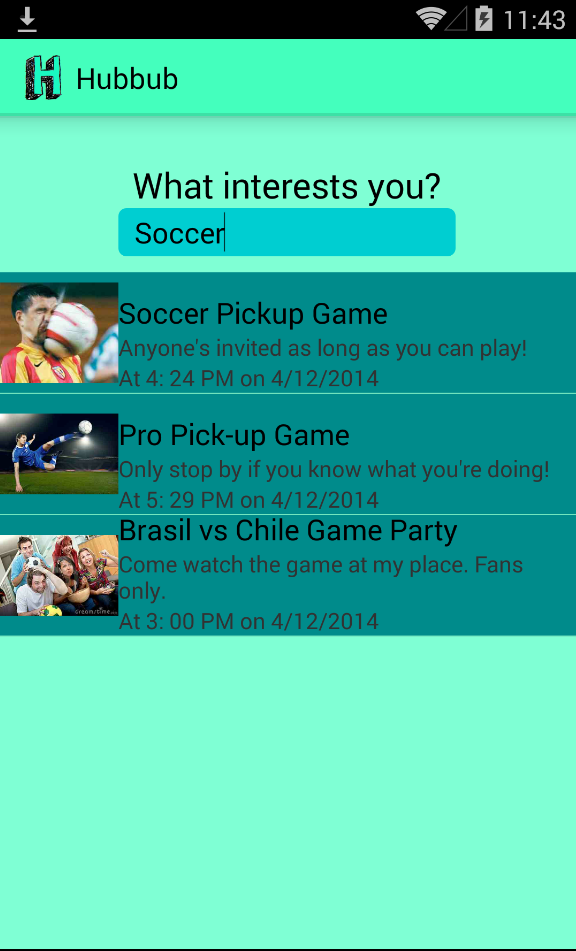 11:43
H Hubbub
What interests you?
Soccer
Soccer Pickup Game
Anyone's invited as long as you can play!
At 4: 24 PM on 4/12/2014
Pro Pick-up Game
Only stop by if you know what you're doing!
At 5: 29 PM on 4/12/2014
Brasil vs Chile Game Party
Come watch the game at my place. Fans
only.
At 3: 00 PM on 4/12/2014